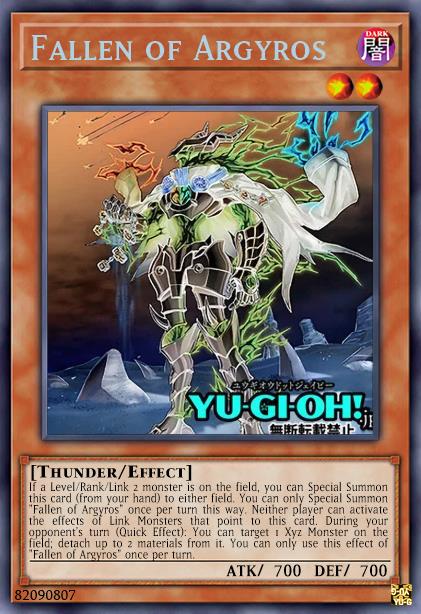 Fallen of Argyros
DARK
闇
ユウギオウドットジェイピー
YU-GI-OH!
無断転載禁止
[Thunder/Effect]
If a Level/Rank/Link 2 monster is on the field, you can Special Summon
this card (from your hand) to either field. You can only Special Summon
"Fallen of Argyros" once per turn this way. Neither player can activate
the effects of Link Monsters that point to this card. During your
opponent's turn (Quick Effect): You can target 1 Xyz Monster on the
field; detach up to 2 materials from it. You can only use this effect of
"Fallen of Argyros" once per turn.
ATK/ 700 DEF/ 700
82090807